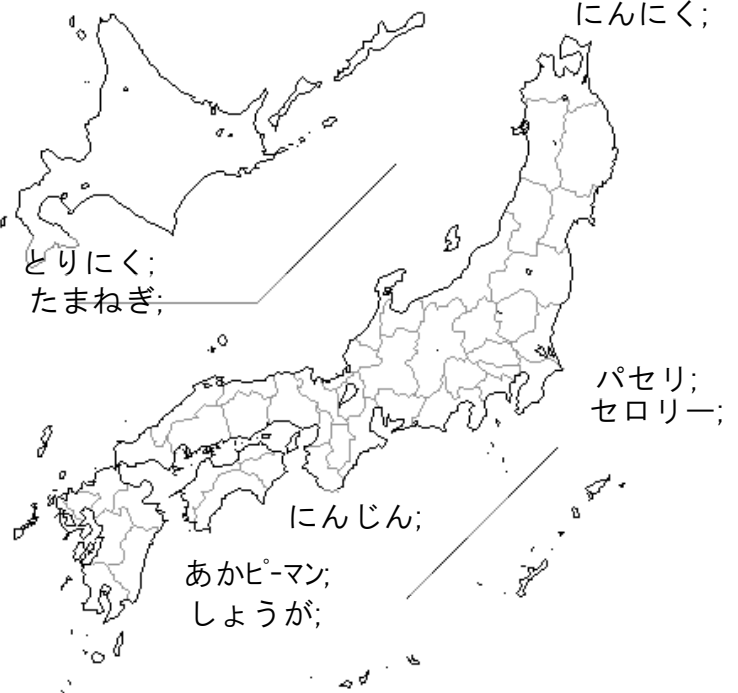 にんにく;
とりにく;
たまねぎ;
パセリ;
セロリー;
にんじん;
あかピーマン;
しょうが;